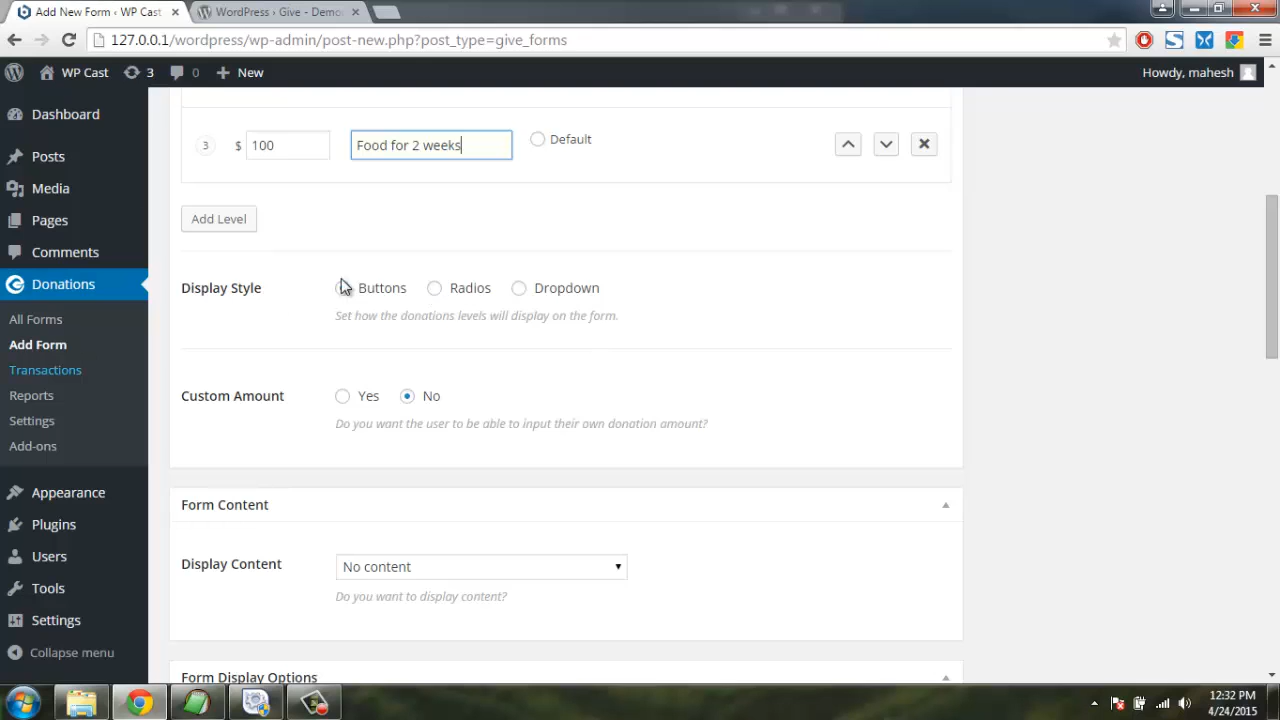 Add New Form ‹ WP Cast
WordPress › Give - Demo
127.0.0.1/wordpress/wp-admin/post-new.php?post_type=give_forms
WP Cast
3
0
New
Howdy, mahesh
Dashboard
Posts
Media
Pages
Comments
Donations
All Forms
Add Form
Transactions
Reports
Settings
Add-ons
Appearance
Plugins
Users
Tools
Settings
Collapse menu
3 $ 100 Food for 2 weeks Default
Add Level
Display Style Buttons Radios Dropdown
Set how the donations levels will display on the form.
Custom Amount Yes No
Do you want the user to be able to input their own donation amount?
Form Content
Display Content No content
Do you want to display content?
Form Display Options
12:32 PM
4/24/2015